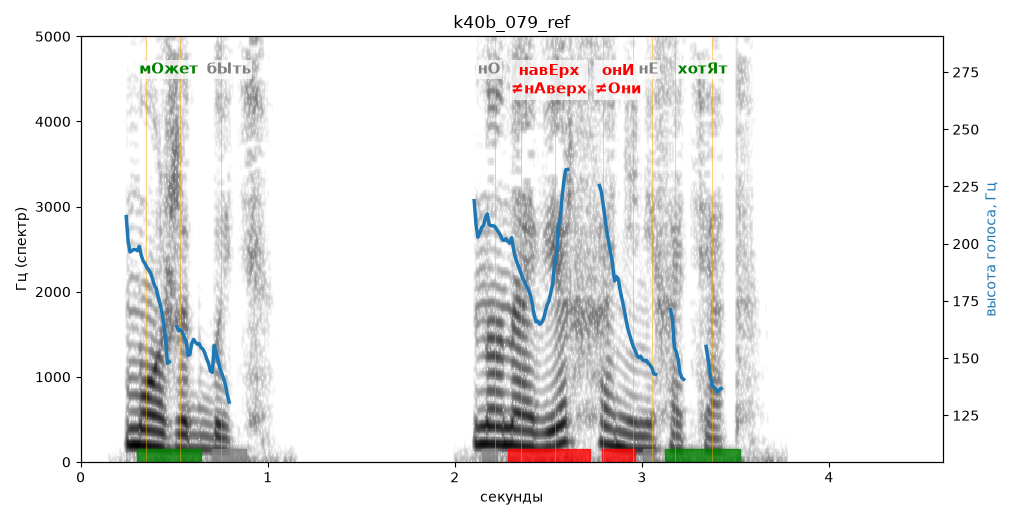 k40b_079_ref
мОжет бЫть нО навЕрх онИ нЕ хотЯт
≠нАверх ≠Они
5000
4000
3000
2000
1000
0
Гц (спектр)
275
250
225
200
175
150
125
высота голоса, Гц
0 1 2 3 4
секунды